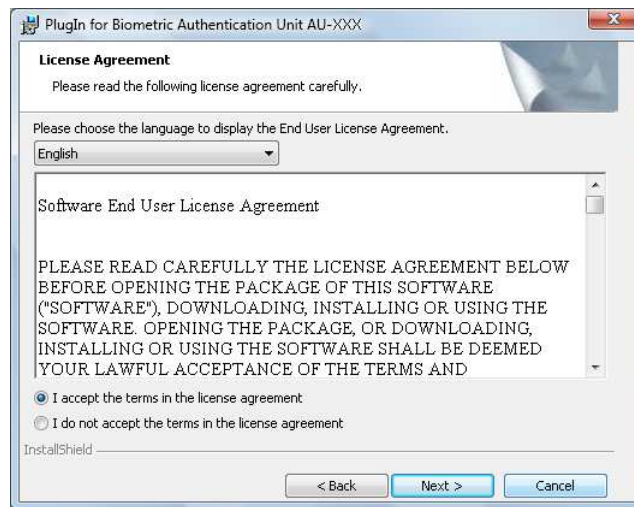 PlugIn for Biometric Authentication Unit AU-XXX
License Agreement
Please read the following license agreement carefully.
Please choose the language to display the End User License Agreement.
English
Software End User License Agreement
PLEASE READ CAREFULLY THE LICENSE AGREEMENT BELOW
BEFORE OPENING THE PACKAGE OF THIS SOFTWARE
("SOFTWARE"), DOWNLOADING, INSTALLING OR USING THE
SOFTWARE. OPENING THE PACKAGE, OR DOWNLOADING,
INSTALLING OR USING THE SOFTWARE SHALL BE DEEMED
YOUR LAWFUL ACCEPTANCE OF THE TERMS AND
I accept the terms in the license agreement
I do not accept the terms in the license agreement
InstallShield
< Back Next > Cancel